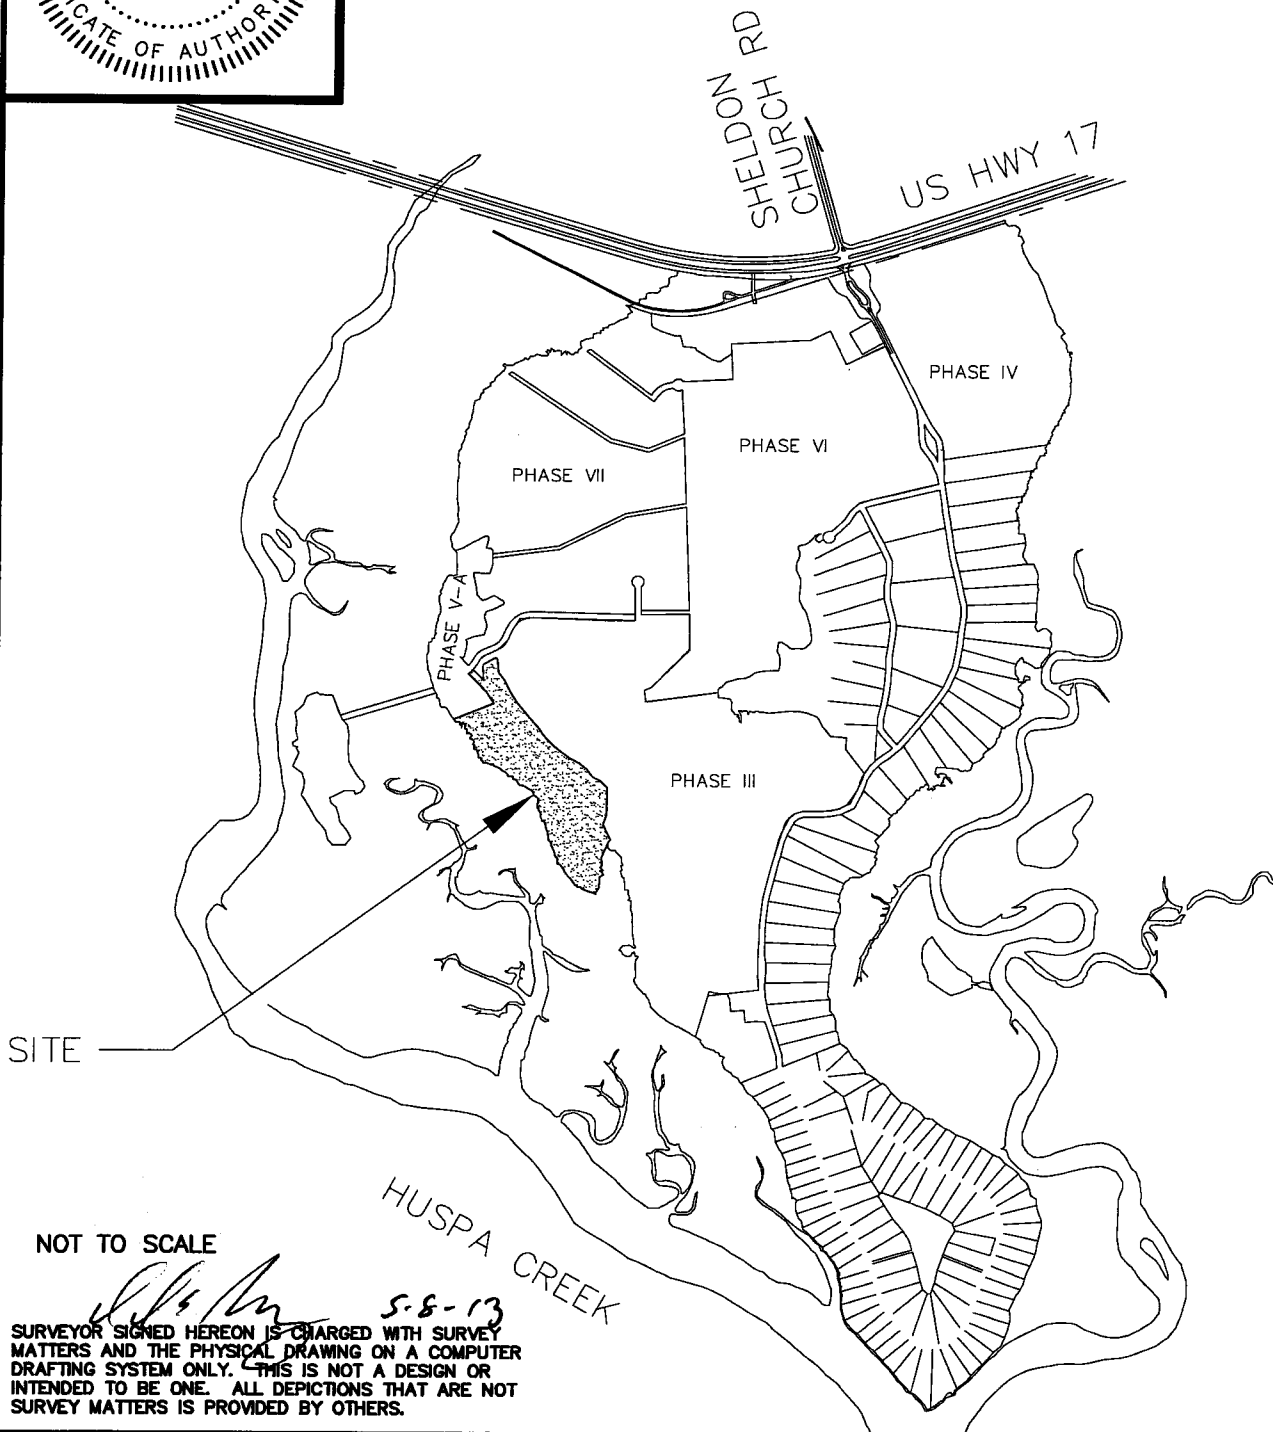 ICATE OF AUTHOR
SHELDON
CHURCH RD
US HWY 17
PHASE IV
PHASE VI
PHASE VII
PHASE V-A
PHASE III
SITE
HUSPA CREEK
NOT TO SCALE
5-8-13
SURVEYOR SIGNED HEREON IS CHARGED WITH SURVEY
MATTERS AND THE PHYSICAL DRAWING ON A COMPUTER
DRAFTING SYSTEM ONLY. THIS IS NOT A DESIGN OR
INTENDED TO BE ONE. ALL DEPICTIONS THAT ARE NOT
SURVEY MATTERS IS PROVIDED BY OTHERS.